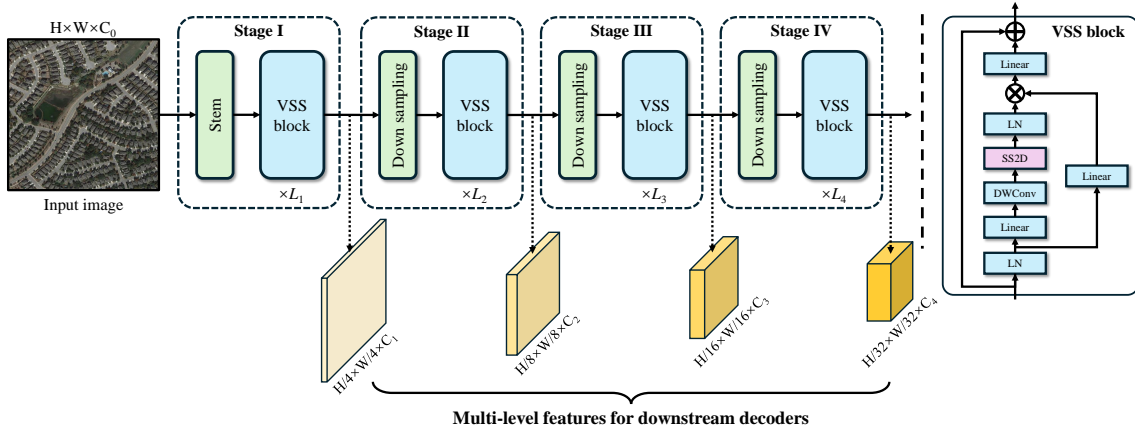 H×W×C₀
Input image
Stage I
Stem
VSS
block
×L₁
Stage II
Down sampling
VSS
block
×L₂
Stage III
Down sampling
VSS
block
×L₃
Stage IV
Down sampling
VSS
block
×L₄
H/4×W/4×C₁
H/8×W/8×C₂
H/16×W/16×C₃
H/32×W/32×C₄
Multi-level features for downstream decoders
VSS block
Linear
LN
SS2D
Linear
DWConv
Linear
LN